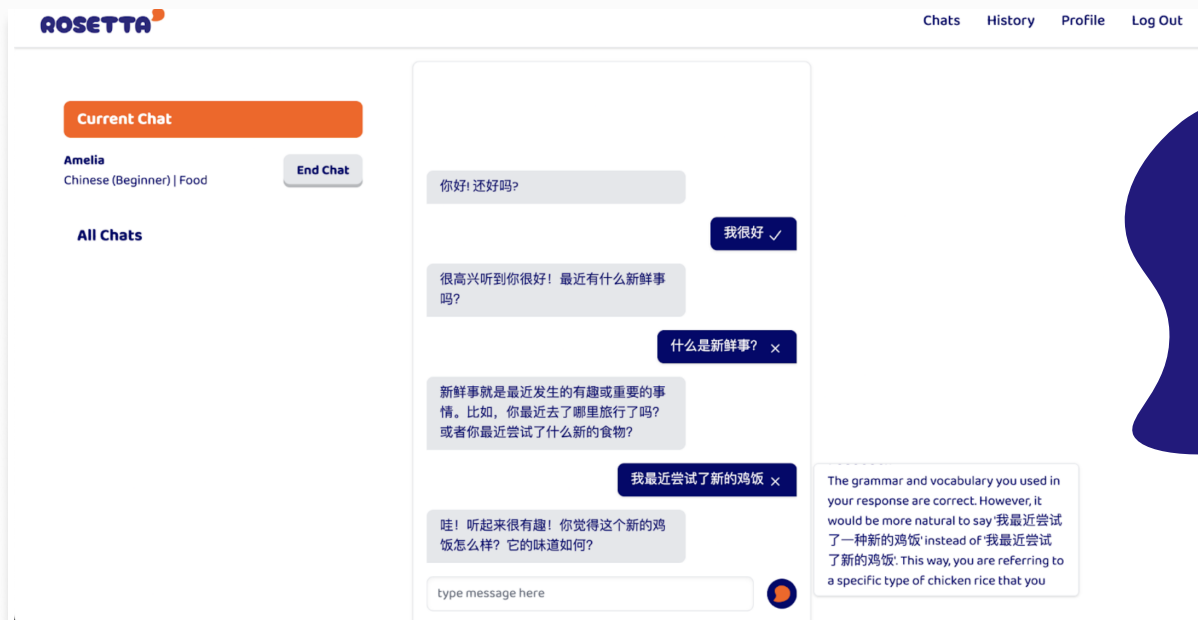 ROSETTA
Chats History Profile Log Out
Current Chat
Amelia
Chinese (Beginner) | Food
End Chat
All Chats
你好! 还好吗?
我很好
很高兴听到你很好！最近有什么新鲜事
吗?
什么是新鲜事?
新鲜事就是最近发生的有趣或重要的事
情。比如，你最近去了哪里旅行了吗?
或者你最近尝试了什么新的食物?
我最近尝试了新的鸡饭
哇！听起来很有趣！你觉得这个新的鸡
饭怎么样？它的味道如何?
type message here
The grammar and vocabulary you used in
your response are correct. However, it
would be more natural to say '我最近尝试
了一种新的鸡饭' instead of '我最近尝试
了新的鸡饭'. This way, you are referring to
a specific type of chicken rice that you